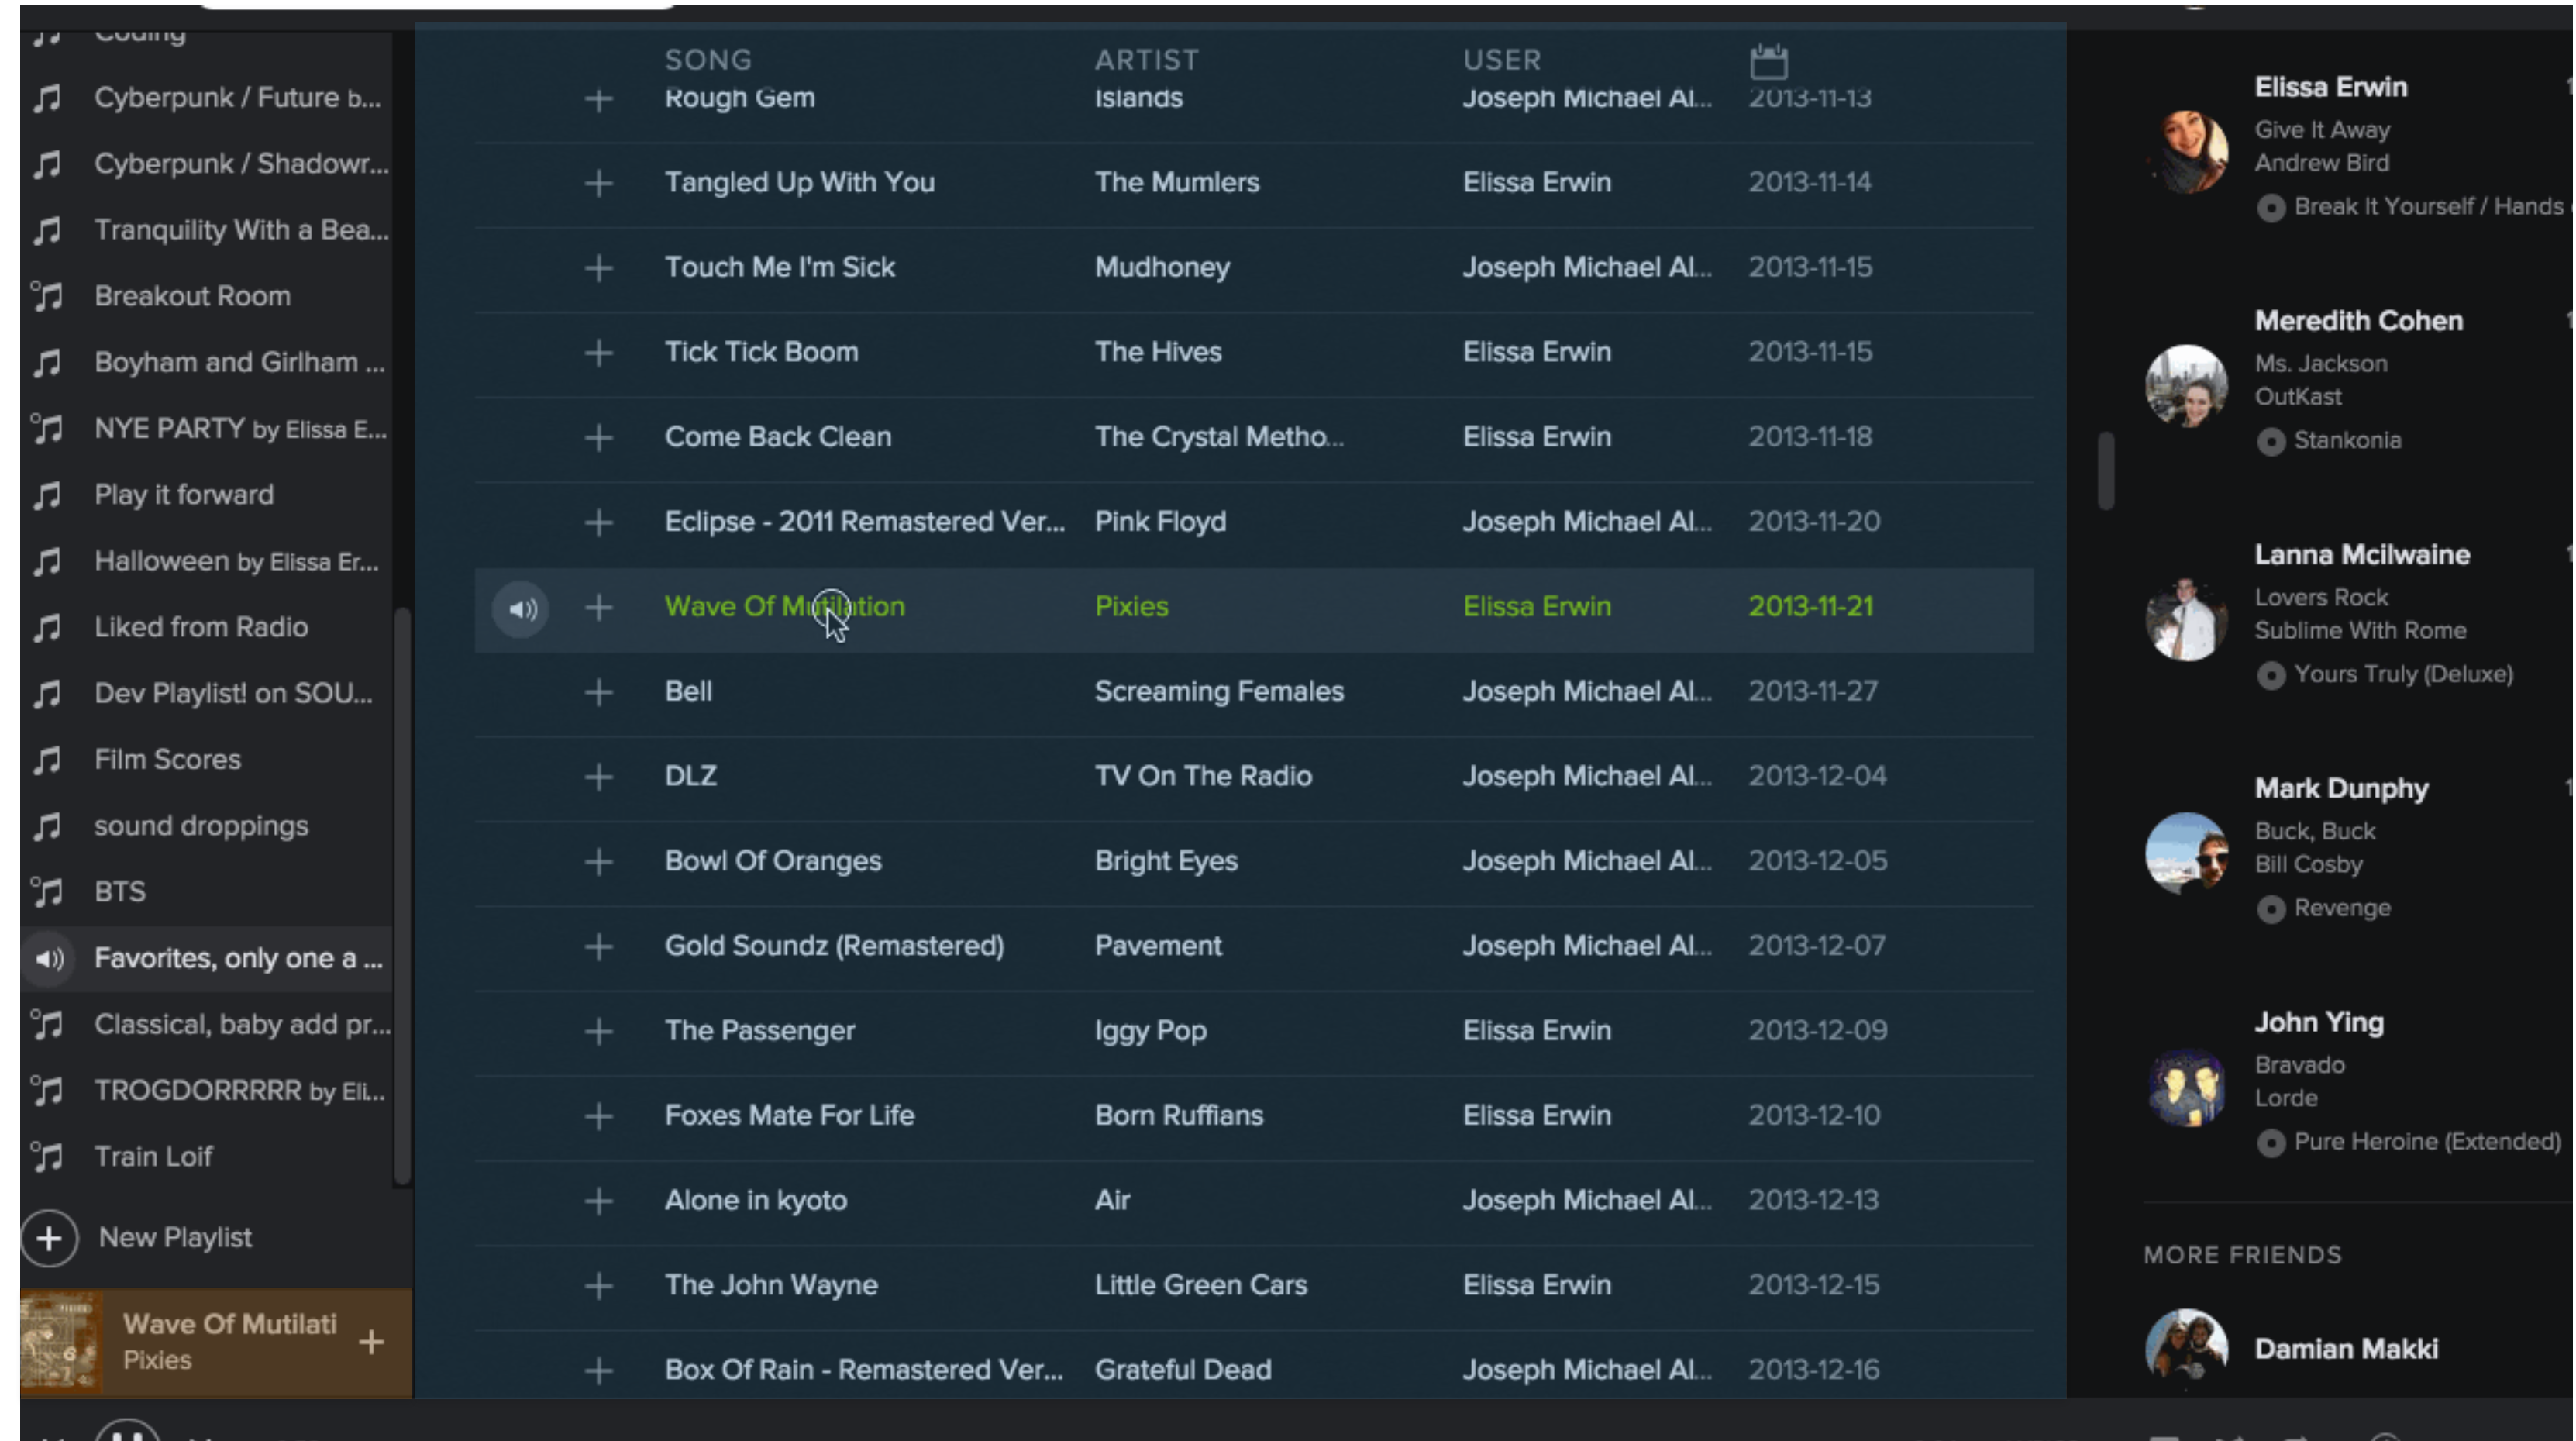 Coding
Cyberpunk / Future b...
Cyberpunk / Shadowr...
Tranquility With a Bea...
Breakout Room
Boyham and Girlham ...
NYE PARTY by Elissa E...
Play it forward
Halloween by Elissa Er...
Liked from Radio
Dev Playlist! on SOU...
Film Scores
sound droppings
BTS
Favorites, only one a ...
Classical, baby add pr...
TROGDORRRRR by Eli...
Train Loif
New Playlist
Wave Of Mutilati
Pixies
SONG ARTIST USER
Rough Gem Islands Joseph Michael Al... 2013-11-13
Tangled Up With You The Mumlers Elissa Erwin 2013-11-14
Touch Me I'm Sick Mudhoney Joseph Michael Al... 2013-11-15
Tick Tick Boom The Hives Elissa Erwin 2013-11-15
Come Back Clean The Crystal Metho... Elissa Erwin 2013-11-18
Eclipse - 2011 Remastered Ver... Pink Floyd Joseph Michael Al... 2013-11-20
Wave Of Mutilation Pixies Elissa Erwin 2013-11-21
Bell Screaming Females Joseph Michael Al... 2013-11-27
DLZ TV On The Radio Joseph Michael Al... 2013-12-04
Bowl Of Oranges Bright Eyes Joseph Michael Al... 2013-12-05
Gold Soundz (Remastered) Pavement Joseph Michael Al... 2013-12-07
The Passenger Iggy Pop Elissa Erwin 2013-12-09
Foxes Mate For Life Born Ruffians Elissa Erwin 2013-12-10
Alone in kyoto Air Joseph Michael Al... 2013-12-13
The John Wayne Little Green Cars Elissa Erwin 2013-12-15
Box Of Rain - Remastered Ver... Grateful Dead Joseph Michael Al... 2013-12-16
Elissa Erwin
Give It Away
Andrew Bird
Break It Yourself / Hands
Meredith Cohen
Ms. Jackson
OutKast
Stankonia
Lanna Mcilwaine
Lovers Rock
Sublime With Rome
Yours Truly (Deluxe)
Mark Dunphy
Buck, Buck
Bill Cosby
Revenge
John Ying
Bravado
Lorde
Pure Heroine (Extended)
MORE FRIENDS
Damian Makki